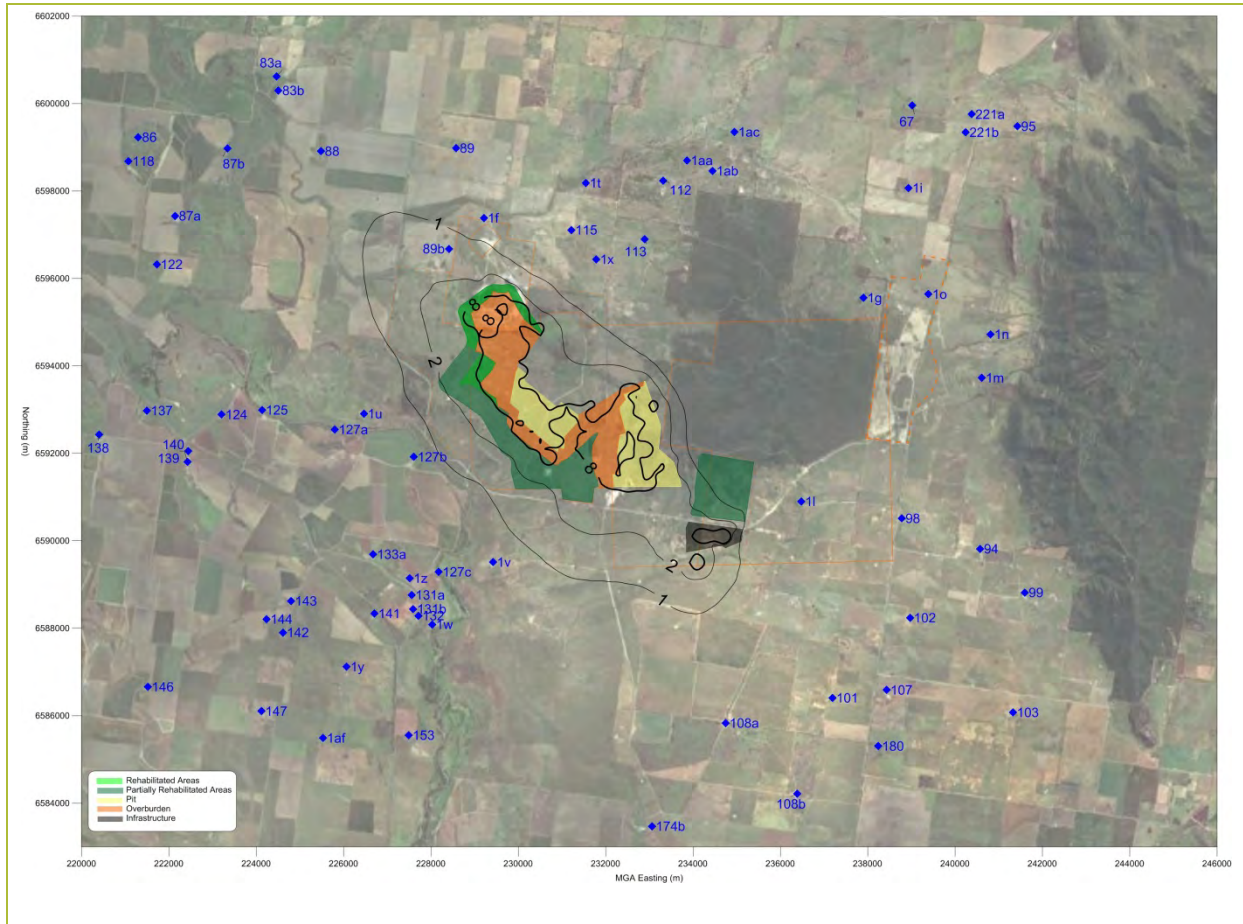 6602000
83a
83b
6600000
67
221a
95
221b
86
1ac
118
87b
88
89
1aa
1ab
1t
112
1i
6598000
87a
1f
1
115
113
89b
1x
122
6596000
1g
1o
8
8
1n
2
6594000
1m
137
124
125
1u
127a
138
140
139
127b
6592000
8
1l
98
6590000
94
133a
1v
127c
2
1z
131a
1
99
143
131b
141
132
144
1w
102
142
6588000
1y
146
107
101
147
103
6586000
108a
1af
153
180
108b
6584000
174b
Northing (m)
Rehabilitated Areas
Partially Rehabilitated Areas
Pit
Overburden
Infrastructure
220000 222000 224000 226000 228000 230000 232000 234000 236000 238000 240000 242000 244000 246000
MGA Easting (m)